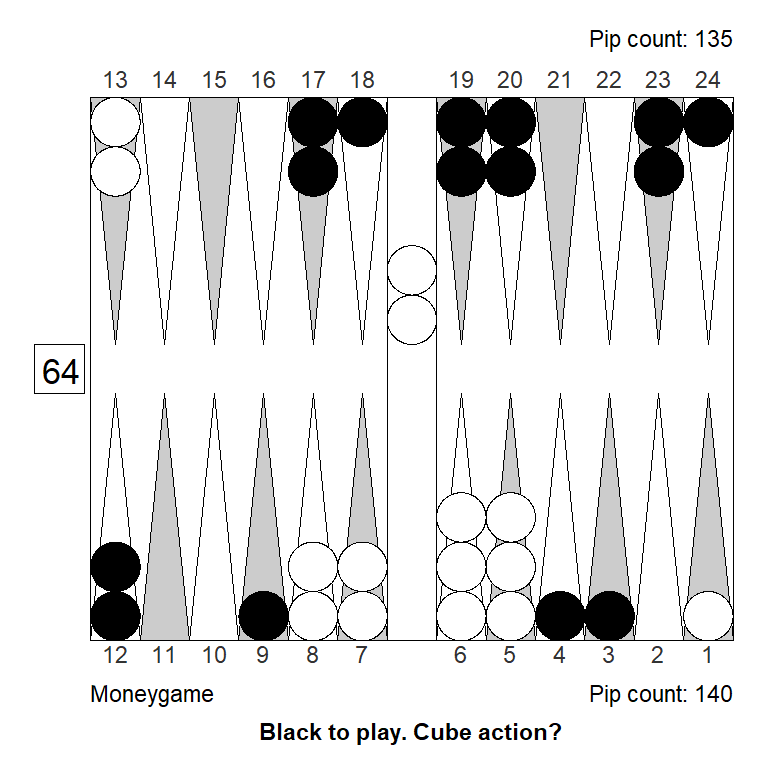 Pip count: 135
13 14 15 16 17 18 19 20 21 22 23 24
64
12 11 10 9 8 7 6 5 4 3 2 1
Moneygame Pip count: 140
Black to play. Cube action?